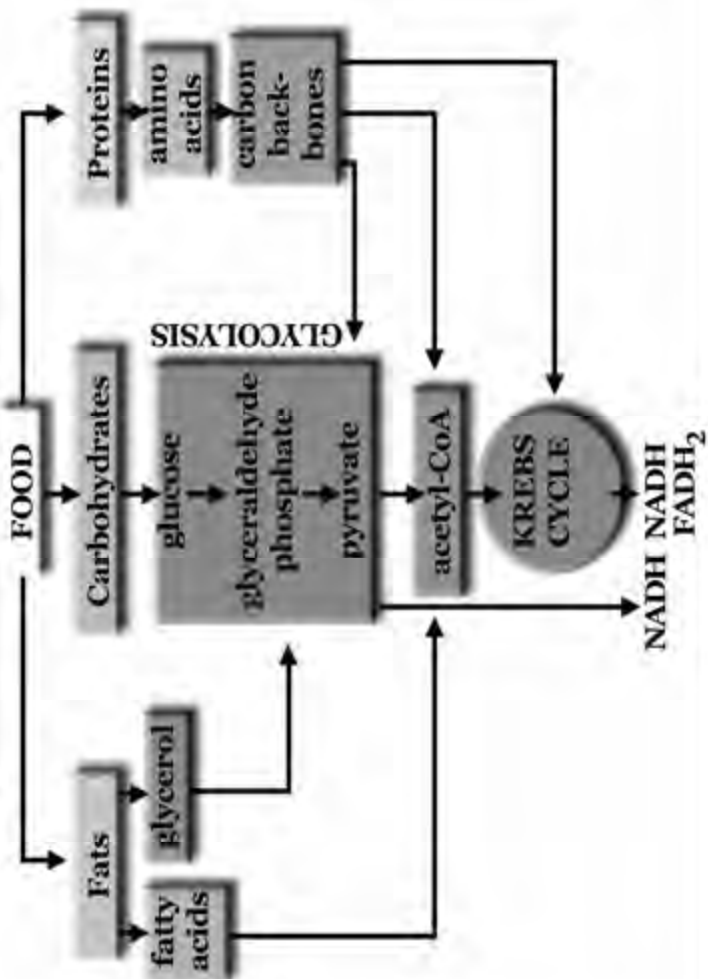 FOOD
Fats
Carbohydrates
Proteins
fatty
acids
glycerol
glucose
glyceraldehyde
phosphate
pyruvate
GLYCOLYSIS
amino
acids
carbon
back-
bones
acetyl-CoA
KREBS
CYCLE
NADH NADH
FADH₂